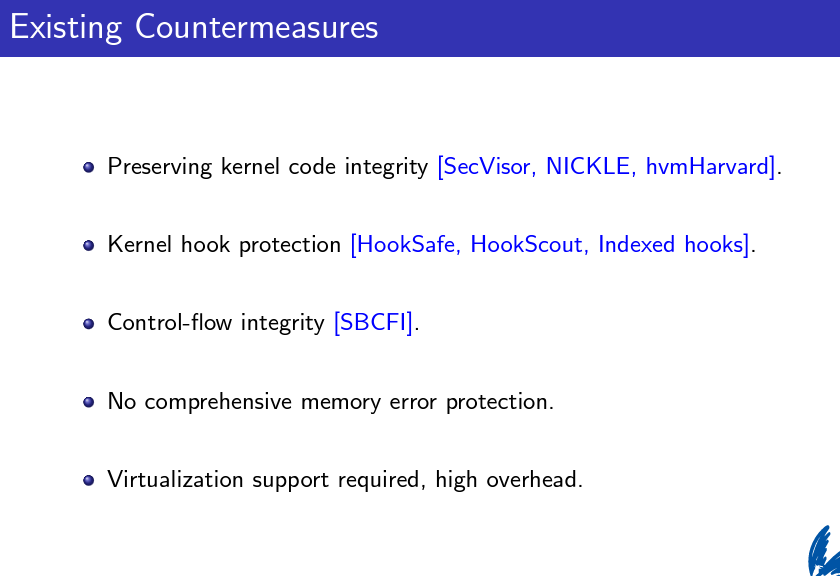 Existing Countermeasures
Preserving kernel code integrity [SecVisor, NICKLE, hvmHarvard].
Kernel hook protection [HookSafe, HookScout, Indexed hooks].
Control-flow integrity [SBCFI].
No comprehensive memory error protection.
Virtualization support required, high overhead.